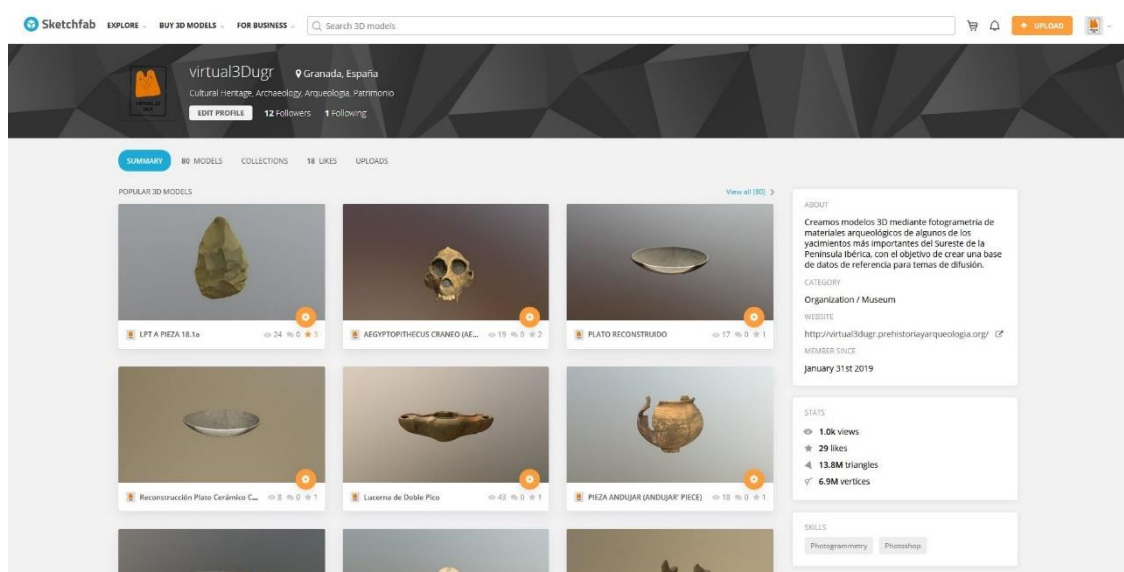 Sketchfab EXPLORE BUY 3D MODELS FOR BUSINESS Search 3D models UPLOAD
virtual3Dugr Granada, España
Cultural Heritage, Archaeology, Arqueologia, Patrimonio
EDIT PROFILE 12 Followers 1 Following
SUMMARY 80 MODELS COLLECTIONS 18 LIKES UPLOADS
POPULAR 3D MODELS View all (80)
LPT A PIEZA 18.1a 24 0 1
AEGYPTOPITHECUS CRANEO (AE... 19 0 2
PLATO RECONSTRUIDO 17 0 1
Reconstrucción Plato Cerámico C... 8 0 1
Lucerna de Doble Pico 43 0 1
PIEZA ANDUJAR (ANDUJAR' PIECE) 18 0 1
ABOUT
Creamos modelos 3D mediante fotogrametría de
materiales arqueológicos de algunos de los
yacimientos más importantes del Sureste de la
Península Ibérica, con el objetivo de crear una base
de datos de referencia para temas de difusión.
CATEGORY
Organization / Museum
WEBSITE
http://virtual3dugr.prehistoriayarqueologia.org/
MEMBER SINCE
January 31st 2019
STATS
1.0k views
29 likes
13.8M triangles
6.9M vertices
SKILLS
Photogrammetry Photoshop